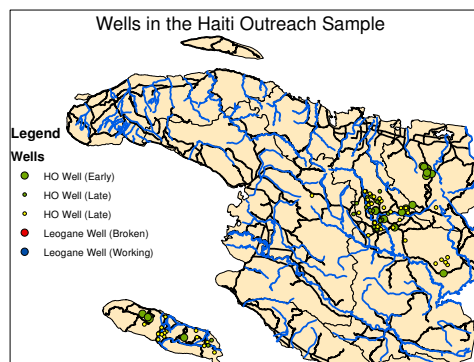 Wells in the Haiti Outreach Sample
Legend
Wells
HO Well (Early)
HO Well (Late)
HO Well (Late)
Leogane Well (Broken)
Leogane Well (Working)